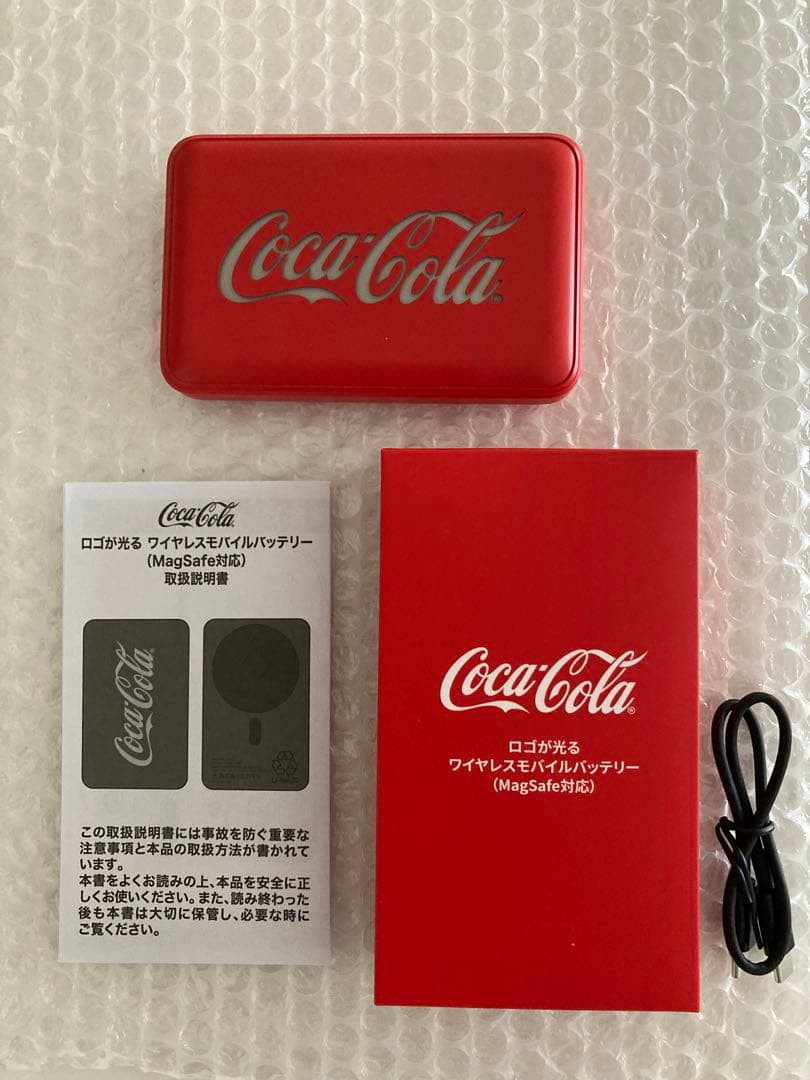 Coca-Cola
Coca-Cola
ロゴが光る ワイヤレスモバイルバッテリー
(MagSafe対応)
取扱説明書
Coca-Cola
Li-ion 20
この取扱説明書には事故を防ぐ重要な
注意事項と本品の取扱方法が書かれて
います。
本書をよくお読みの上、本品を安全に正
しくお使いください。また、読み終わった
後も本書は大切に保管し、必要な時に
ご覧ください。
Coca-Cola
ロゴが光る
ワイヤレスモバイルバッテリー
(MagSafe対応)